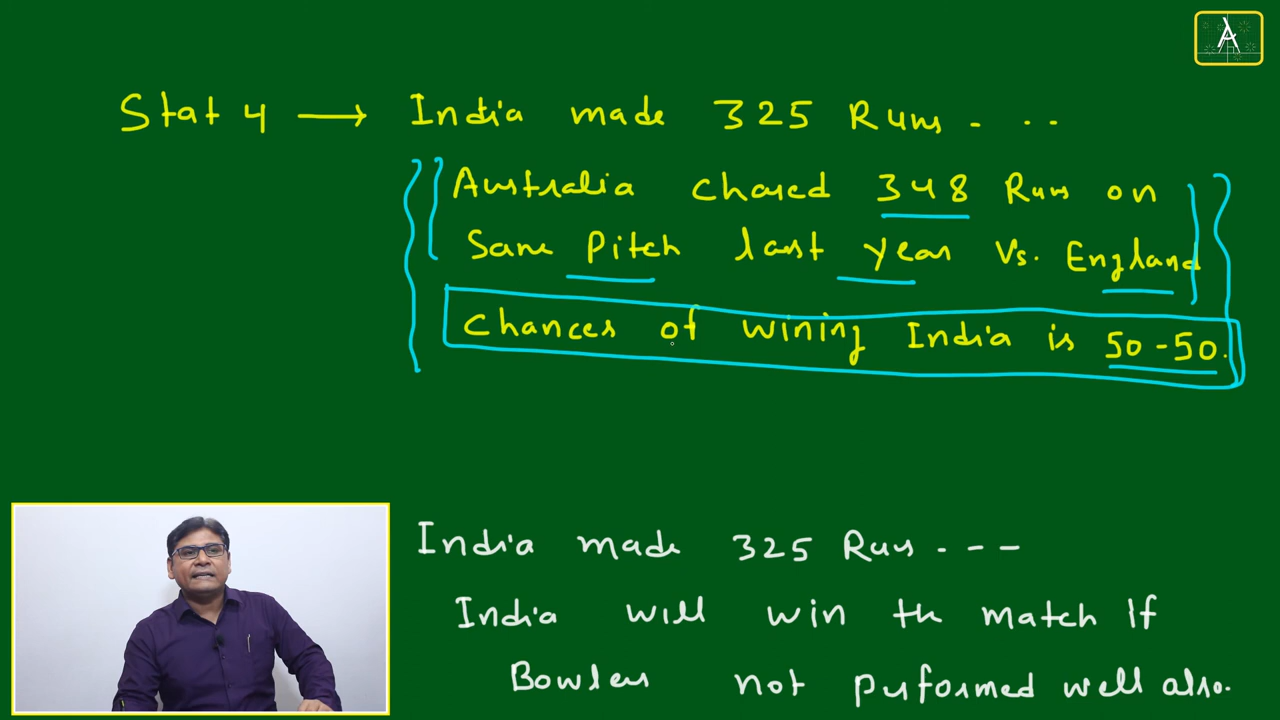 A
Stat 4 → India made 325 Runs - ..
Australia chased 348 Runs on
Same Pitch last year Vs. England
Chances of wining India is 50-50.
India made 325 Runs - - -
India will win the match If
Bowlers not performed well also.